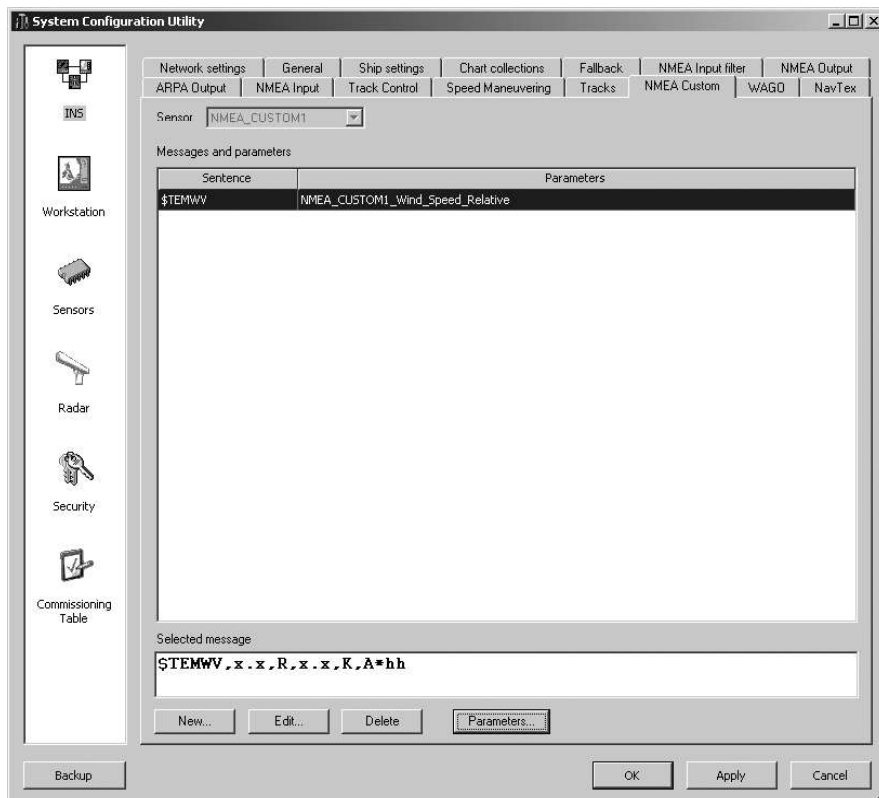 System Configuration Utility
INS
Workstation
Sensors
Radar
Security
Commissioning
Table
Network settings General Ship settings Chart collections Fallback NMEA Input filter NMEA Output
ARPA Output NMEA Input Track Control Speed Maneuvering Tracks NMEA Custom WAGO NavTex
Sensor NMEA_CUSTOM1
Messages and parameters
Sentence Parameters
$TEMWV NMEA_CUSTOM1_Wind_Speed_Relative
Selected message
$TEMWV,x.x,R,x.x,K,A*hh
New... Edit... Delete Parameters...
Backup OK Apply Cancel